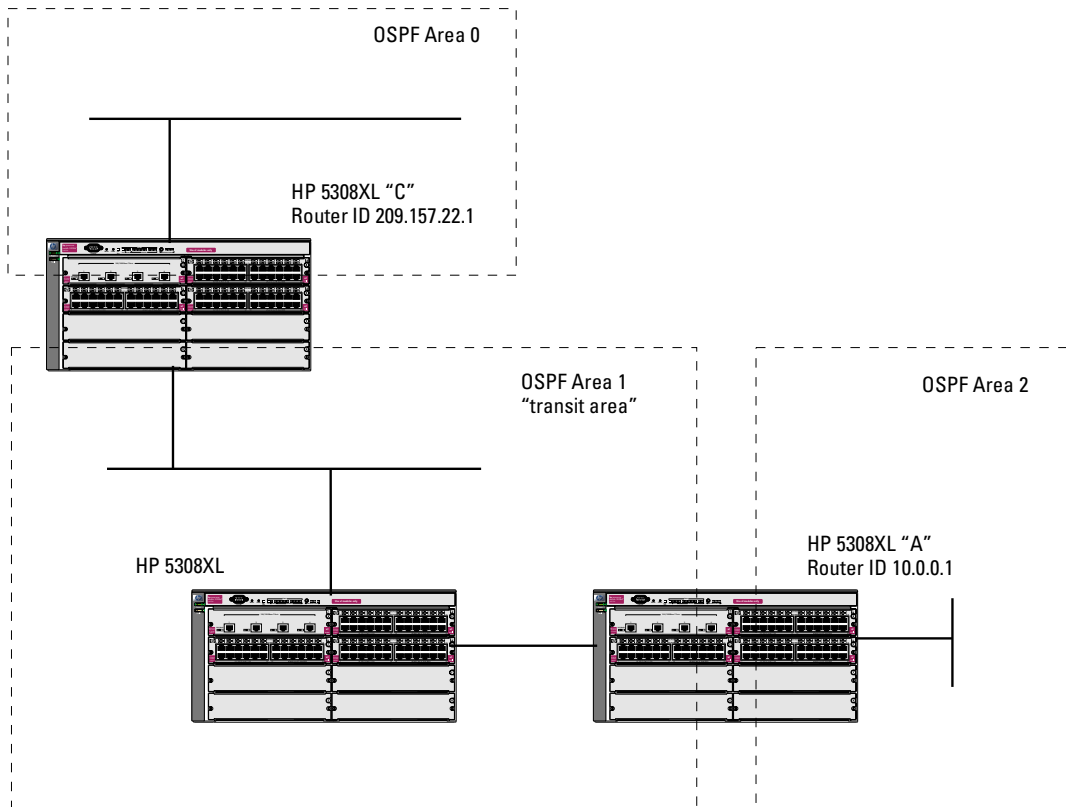 OSPF Area 0
HP 5308XL “C”
Router ID 209.157.22.1
OSPF Area 1
“transit area”
OSPF Area 2
HP 5308XL
HP 5308XL “A”
Router ID 10.0.0.1